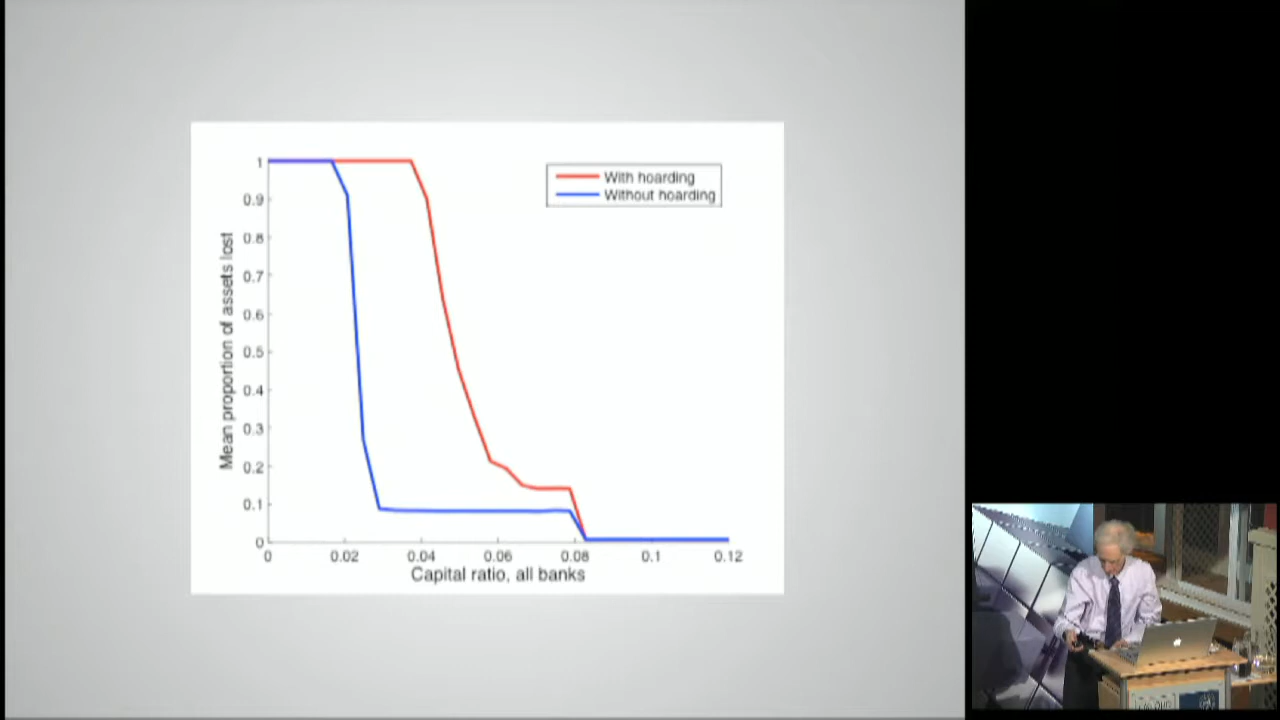 With hoarding
Without hoarding
Mean proportion of assets lost
1
0.9
0.8
0.7
0.6
0.5
0.4
0.3
0.2
0.1
0
0 0.02 0.04 0.06 0.08 0.1 0.12
Capital ratio, all banks